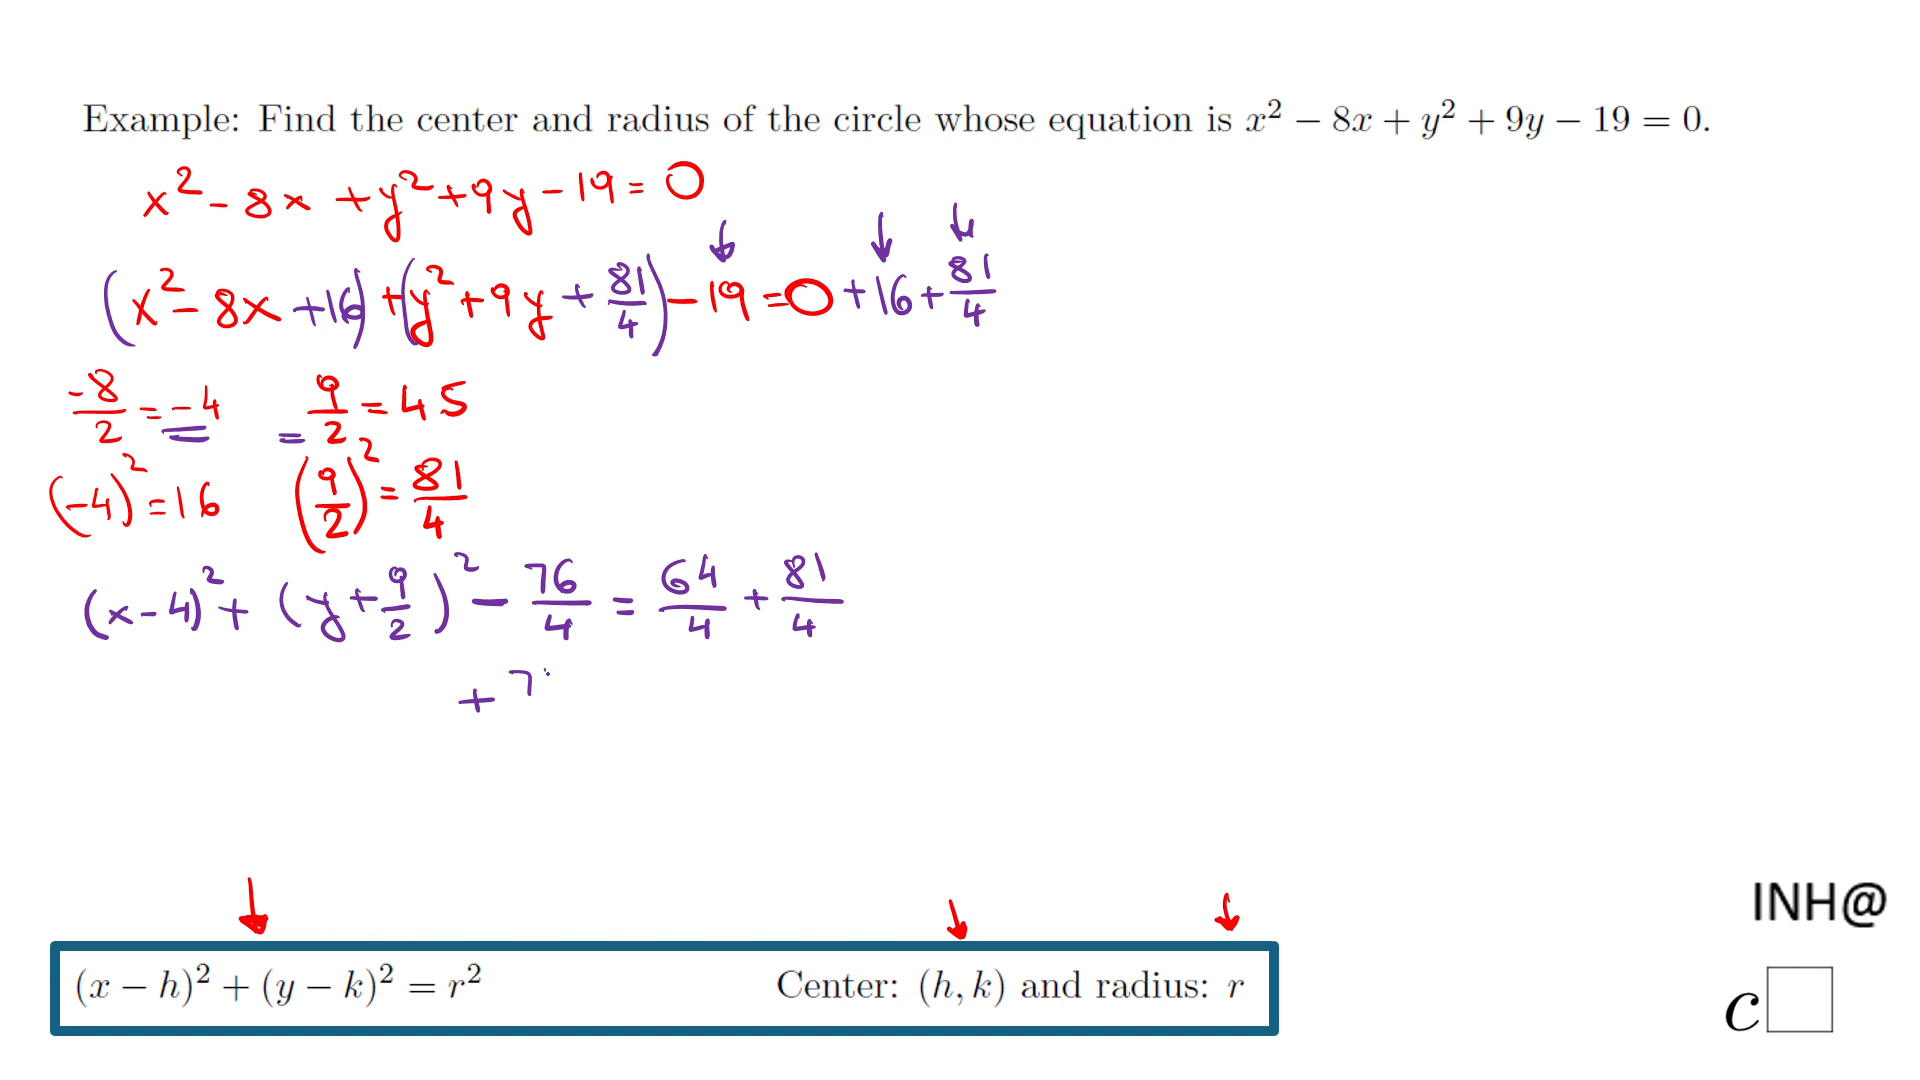 Example: Find the center and radius of the circle whose equation is x² − 8x + y² + 9y − 19 = 0.
x² - 8x + y² + 9y - 19 = 0
(x² - 8x + 16) + (y² + 9y + 81/4) - 19 = 0 + 16 + 81/4
-8/2 = -4   9/2 = 45
(-4)² = 16   (9/2)² = 81/4
(x - 4)² + (y + 9/2)² - 76/4 = 64/4 + 81/4
+ 7
INH@
(x − h)² + (y − k)² = r²   Center: (h, k) and radius: r
c□